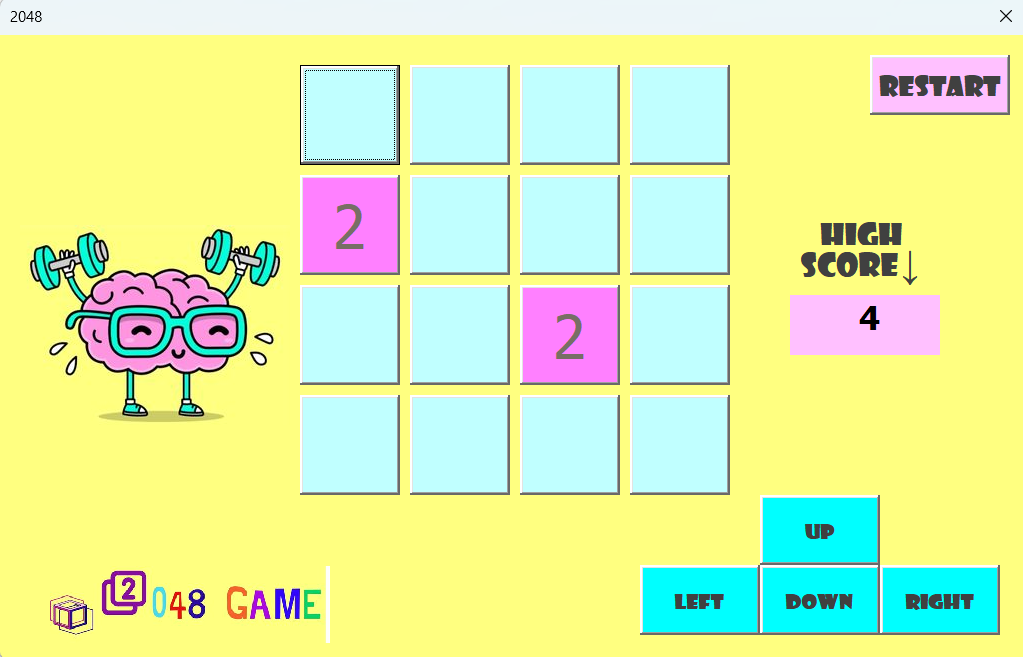 2048
RESTART
2
HIGH
SCORE↓
4
2
UP
LEFT DOWN RIGHT
2048 GAME